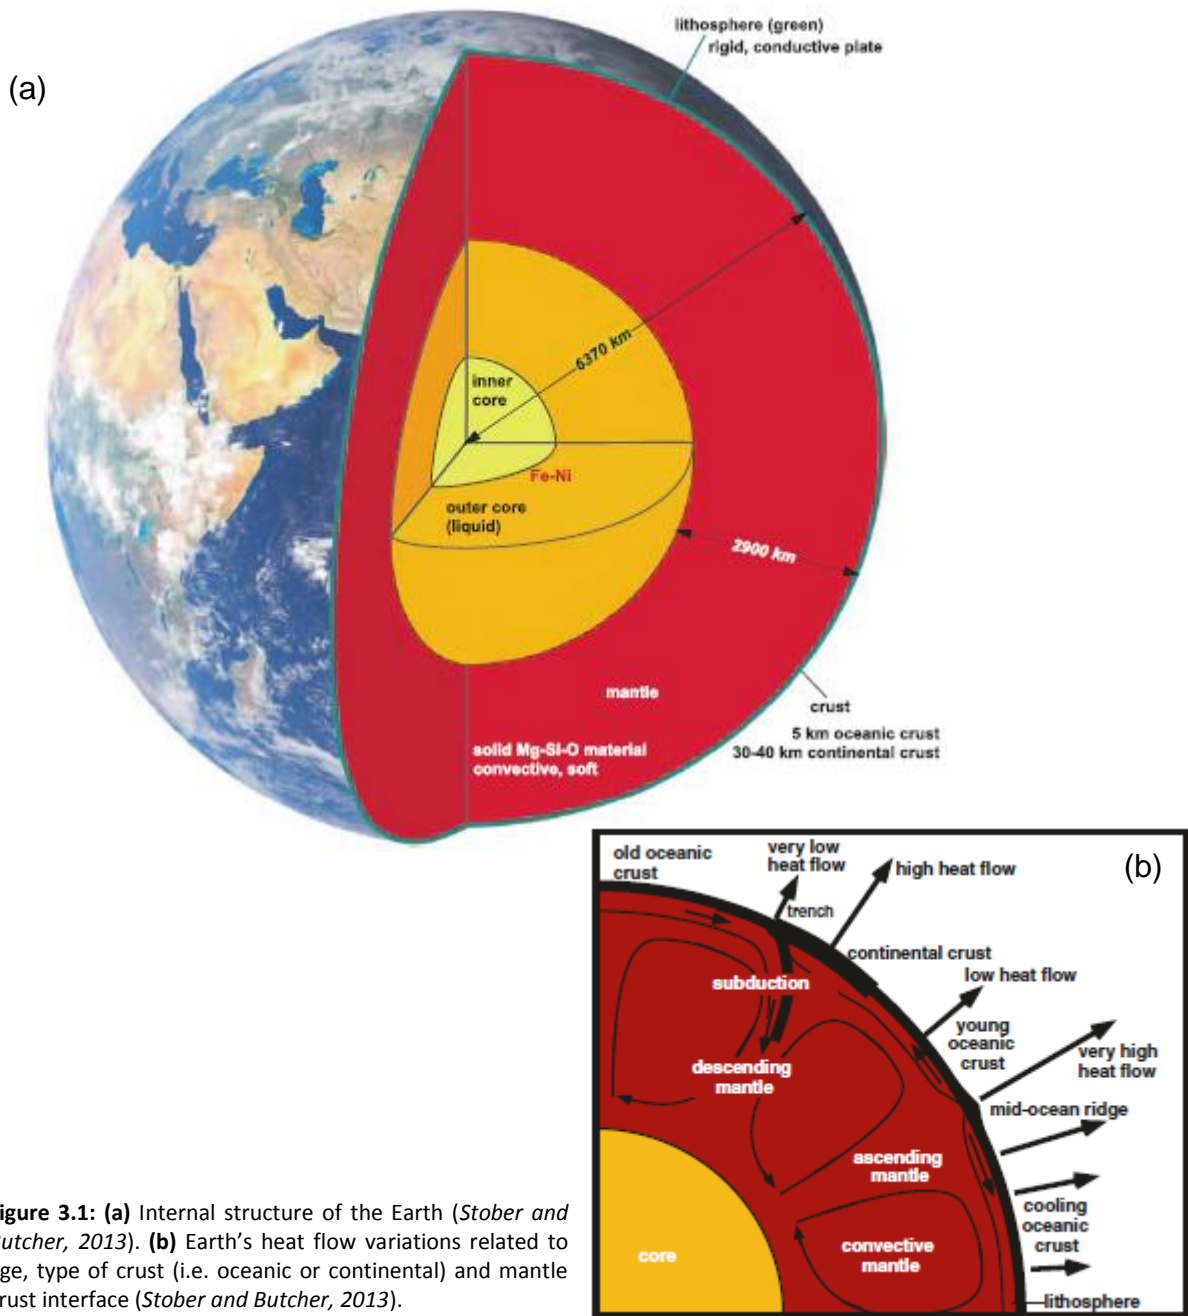 lithosphere (green)
rigid, conductive plate
(a)
6370 km
inner
core
Fe-Ni
outer core
(liquid)
2900 km
mantle
crust
5 km oceanic crust
30-40 km continental crust
solid Mg-Si-O material
convective, soft
(b)
old oceanic
crust
very low
heat flow
high heat flow
trench
continental crust
low heat flow
subduction
young
oceanic
crust
very high
heat flow
descending
mantle
mid-ocean ridge
ascending
mantle
cooling
oceanic
crust
convective
mantle
core
lithosphere
igure 3.1: (a) Internal structure of the Earth (Stober and
utcher, 2013). (b) Earth's heat flow variations related to
ge, type of crust (i.e. oceanic or continental) and mantle
rust interface (Stober and Butcher, 2013).